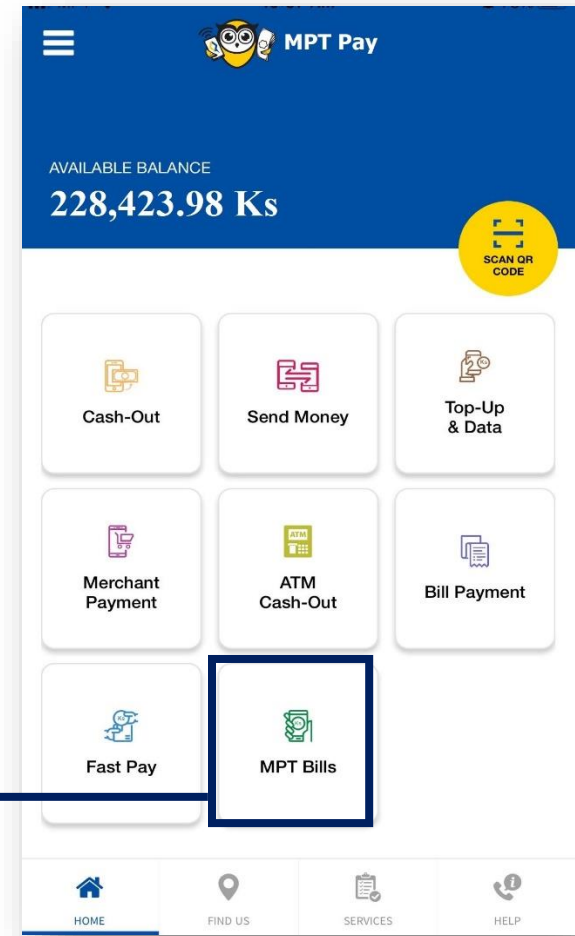 MPT Pay
AVAILABLE BALANCE
228,423.98 Ks
SCAN QR
CODE
Cash-Out
Send Money
Top-Up
& Data
Merchant
Payment
ATM
ATM
Cash-Out
Bill Payment
Fast Pay
MPT Bills
HOME
FIND US
SERVICES
HELP